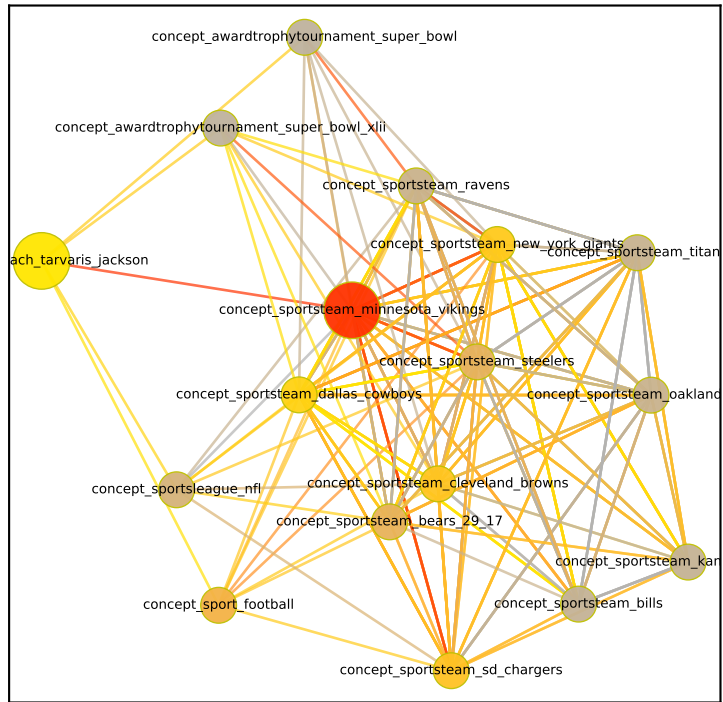 concept_awardtrophytournament_super_bowl
concept_awardtrophytournament_super_bowl_xlii
concept_sportsteam_ravens
concept_sportsteam_new_york_giants
concept_sportsteam_titan
ach_tarvaris_jackson
concept_sportsteam_minnesota_vikings
concept_sportsteam_steelers
concept_sportsteam_dallas_cowboys
concept_sportsteam_oakland
concept_sportsteam_cleveland_browns
concept_sportsleague_nfl
concept_sportsteam_bears_29_17
concept_sportsteam_kan
concept_sportsteam_bills
concept_sport_football
concept_sportsteam_sd_chargers